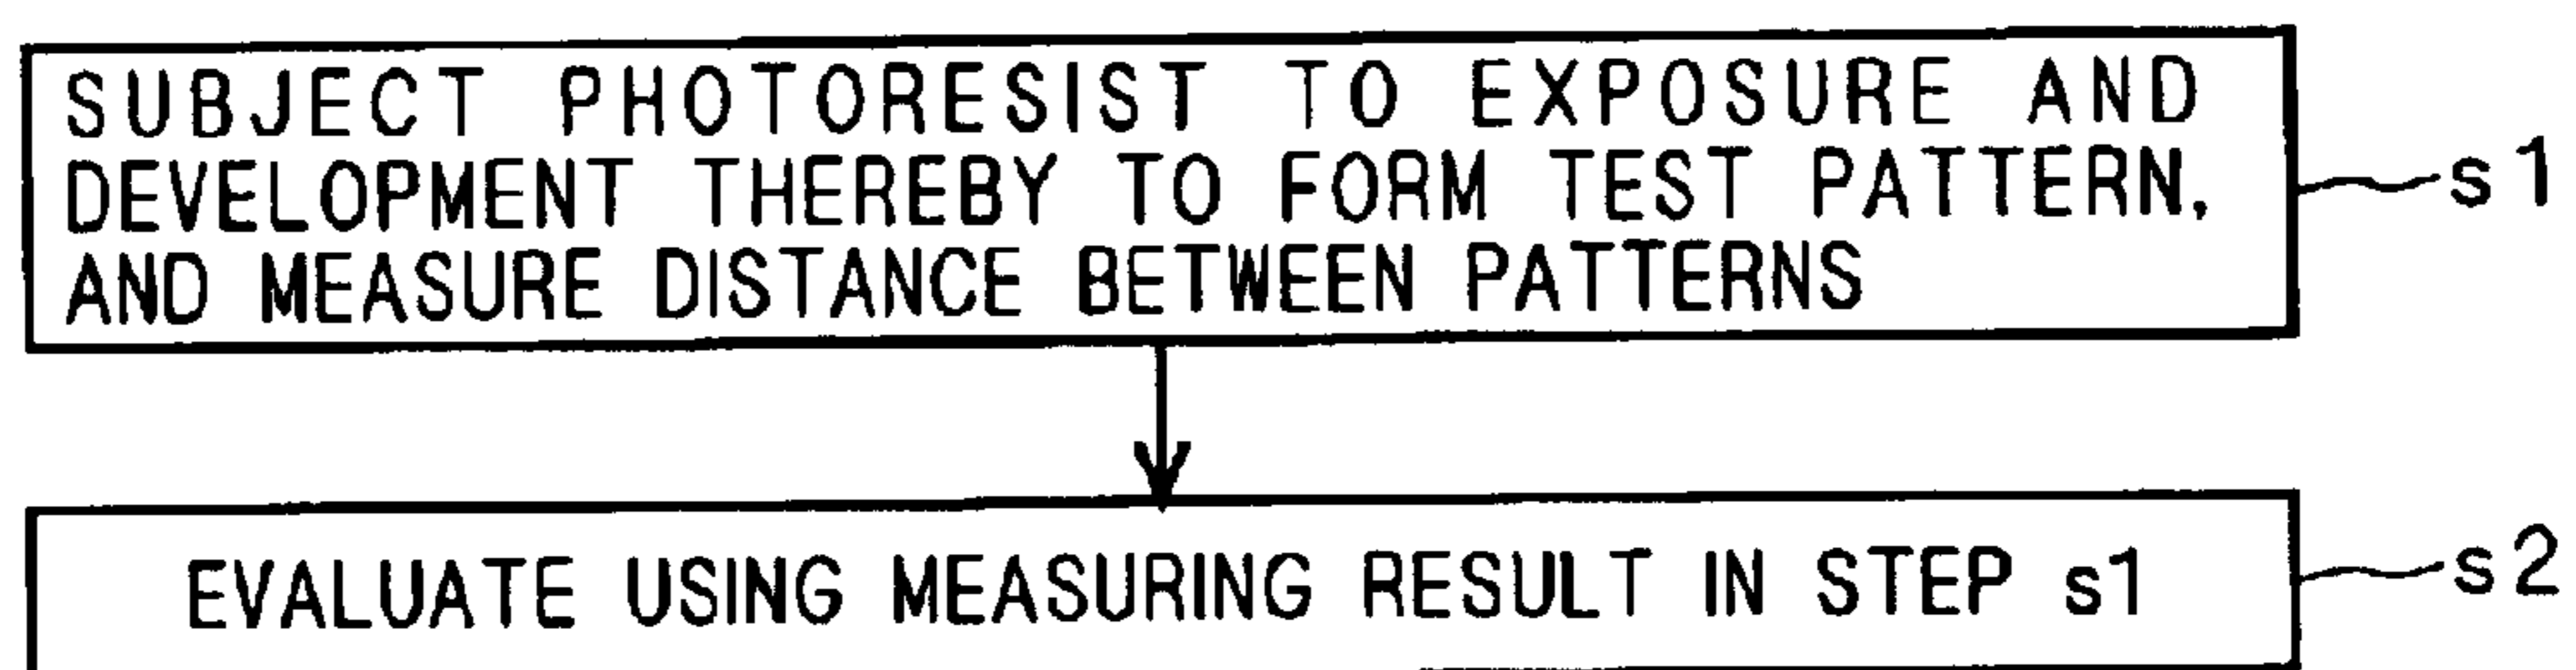 SUBJECT PHOTORESIST TO EXPOSURE AND
DEVELOPMENT THEREBY TO FORM TEST PATTERN,
AND MEASURE DISTANCE BETWEEN PATTERNS
s1
EVALUATE USING MEASURING RESULT IN STEP s1
s2